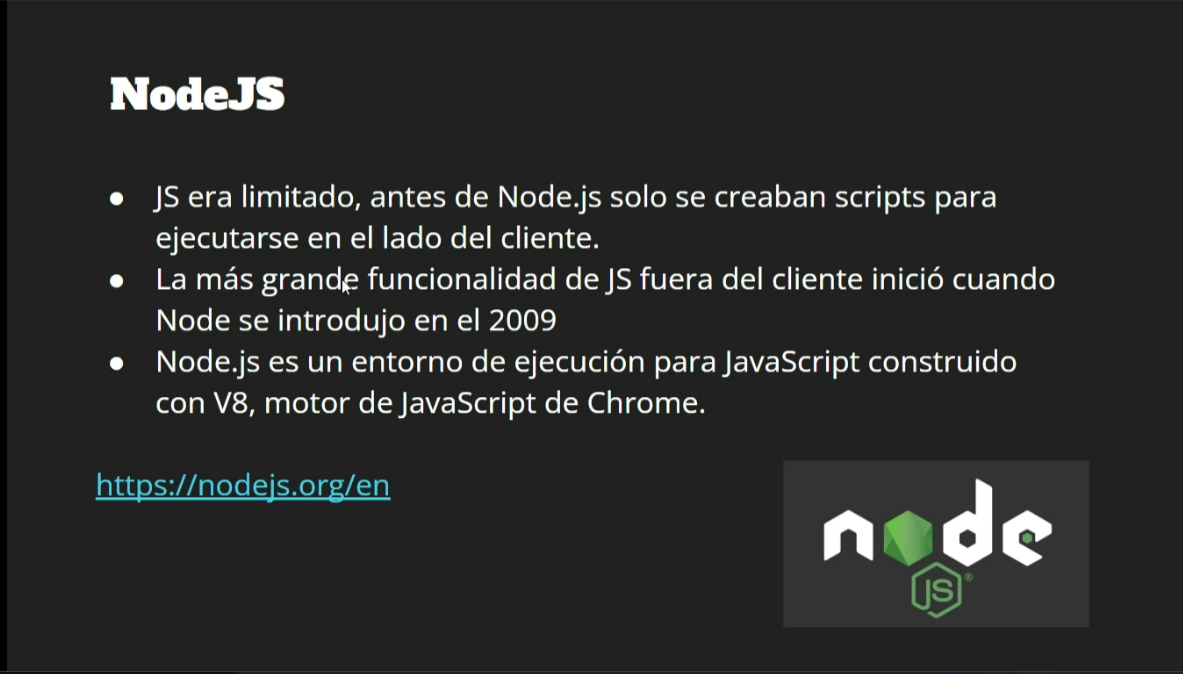 NodeJS
● JS era limitado, antes de Node.js solo se creaban scripts para
ejecutarse en el lado del cliente.
● La más grande funcionalidad de JS fuera del cliente inició cuando
Node se introdujo en el 2009
● Node.js es un entorno de ejecución para JavaScript construido
con V8, motor de JavaScript de Chrome.
https://nodejs.org/en
node
JS®